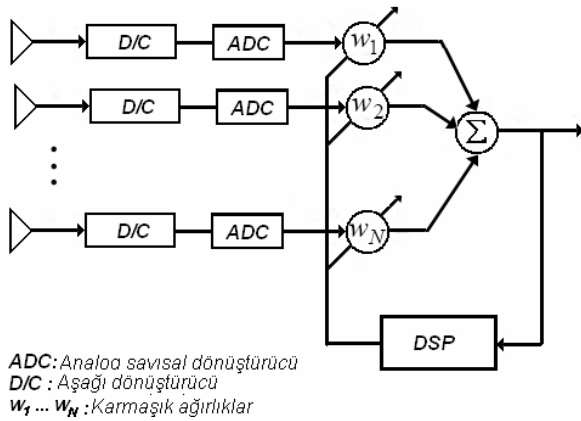 D/C ADC w1
D/C ADC w2
Σ
D/C ADC wN
DSP
ADC: Analog sayısal dönüştürücü
D/C : Aşağı dönüştürücü
w1 ... wN : Karmaşık ağırlıklar